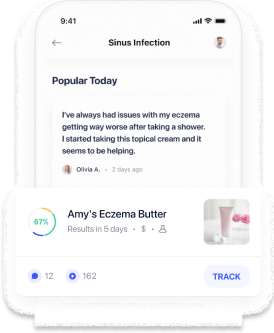 9:41
Sinus Infection
Popular Today
I've always had issues with my eczema
getting way worse after taking a shower.
I started taking this topical cream and it
seems to be helping.
Olivia A. • 2 days ago
67%
Amy's Eczema Butter
Results in 5 days • $ •
12
162
TRACK